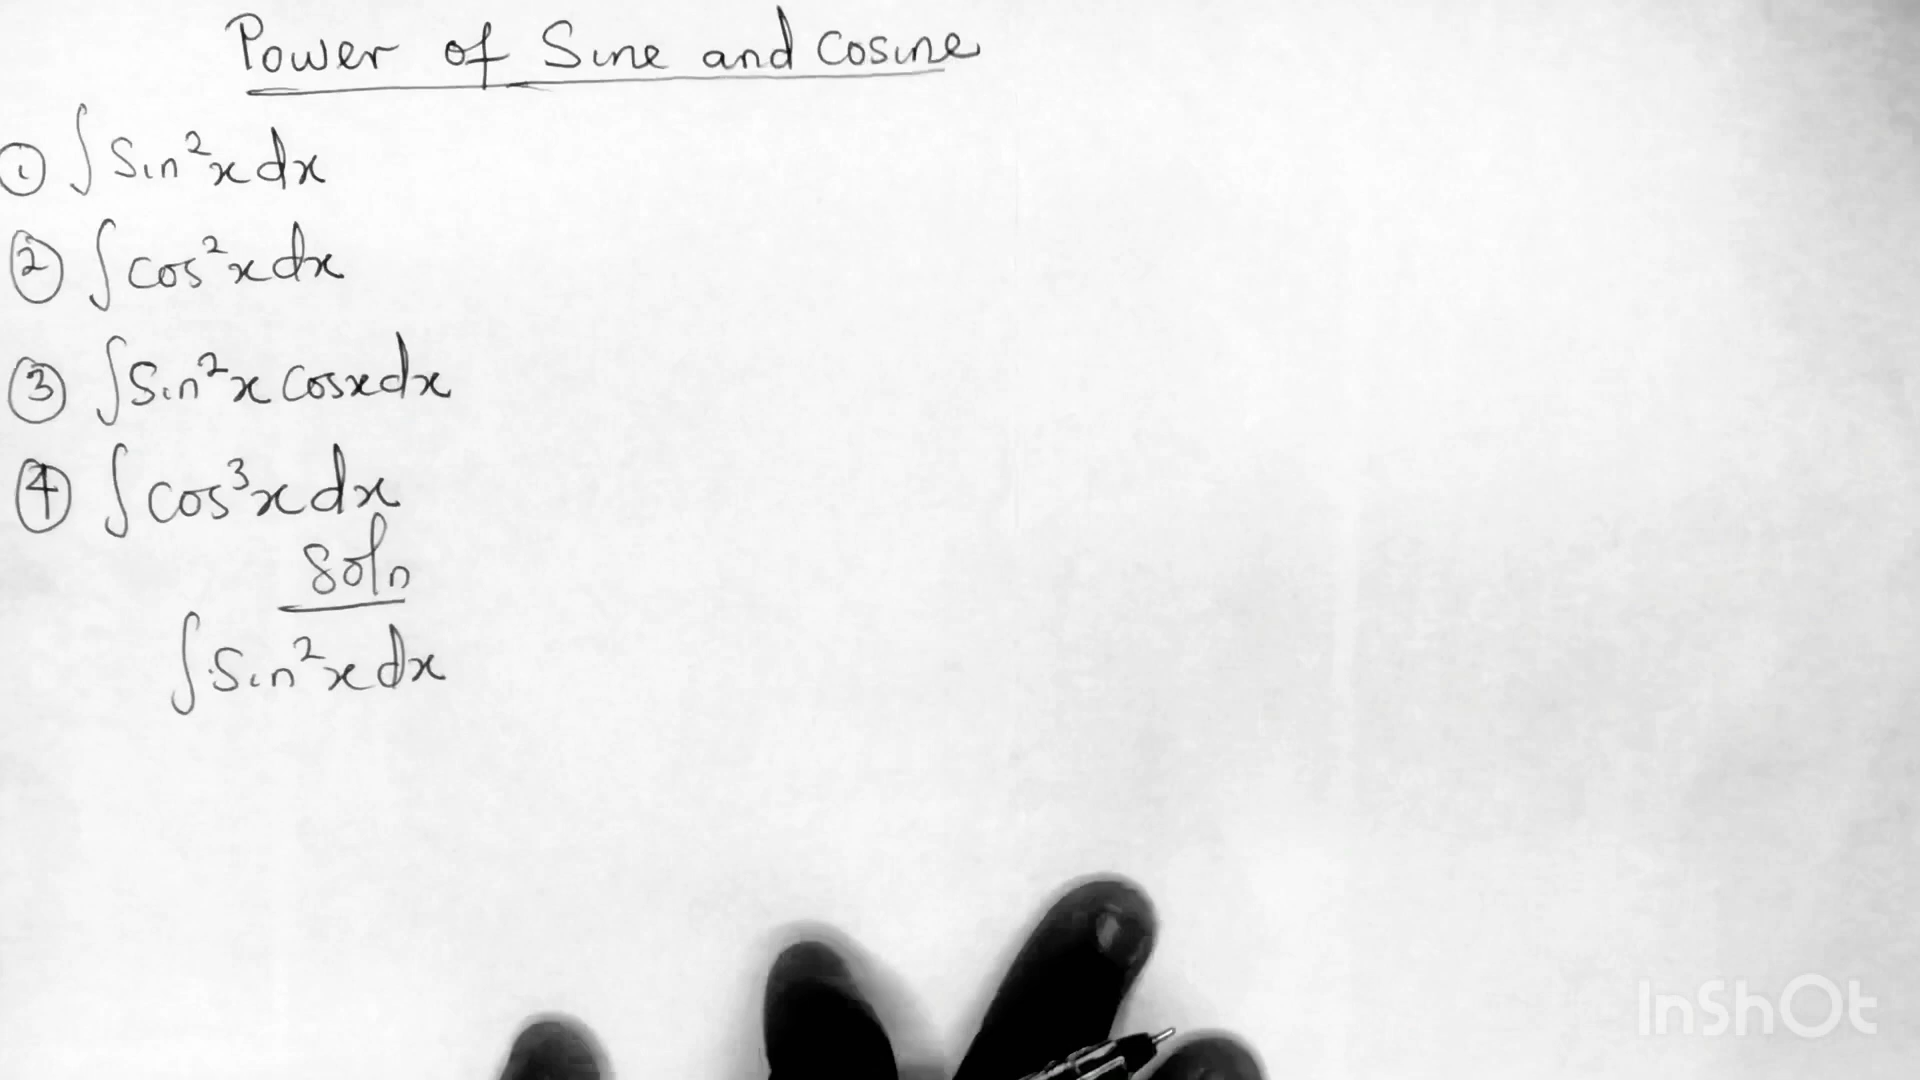 Power of Sine and Cosine
① ∫ Sin²x dx
② ∫ cos²x dx
③ ∫ Sin²x Cosx dx
④ ∫ cos³x dx
Soln
∫ Sin²x dx
InShOt